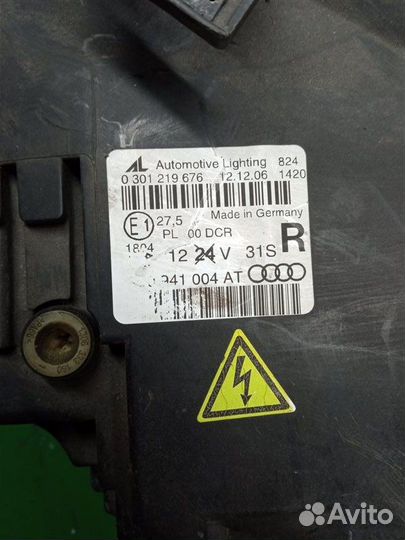 AL Automotive Lighting 824
0 301 219 676 12.12.06 1420
E1 27,5 Made in Germany
PL 00 DCR
1804
12 24 V 31S R
941 004 AT
Avito